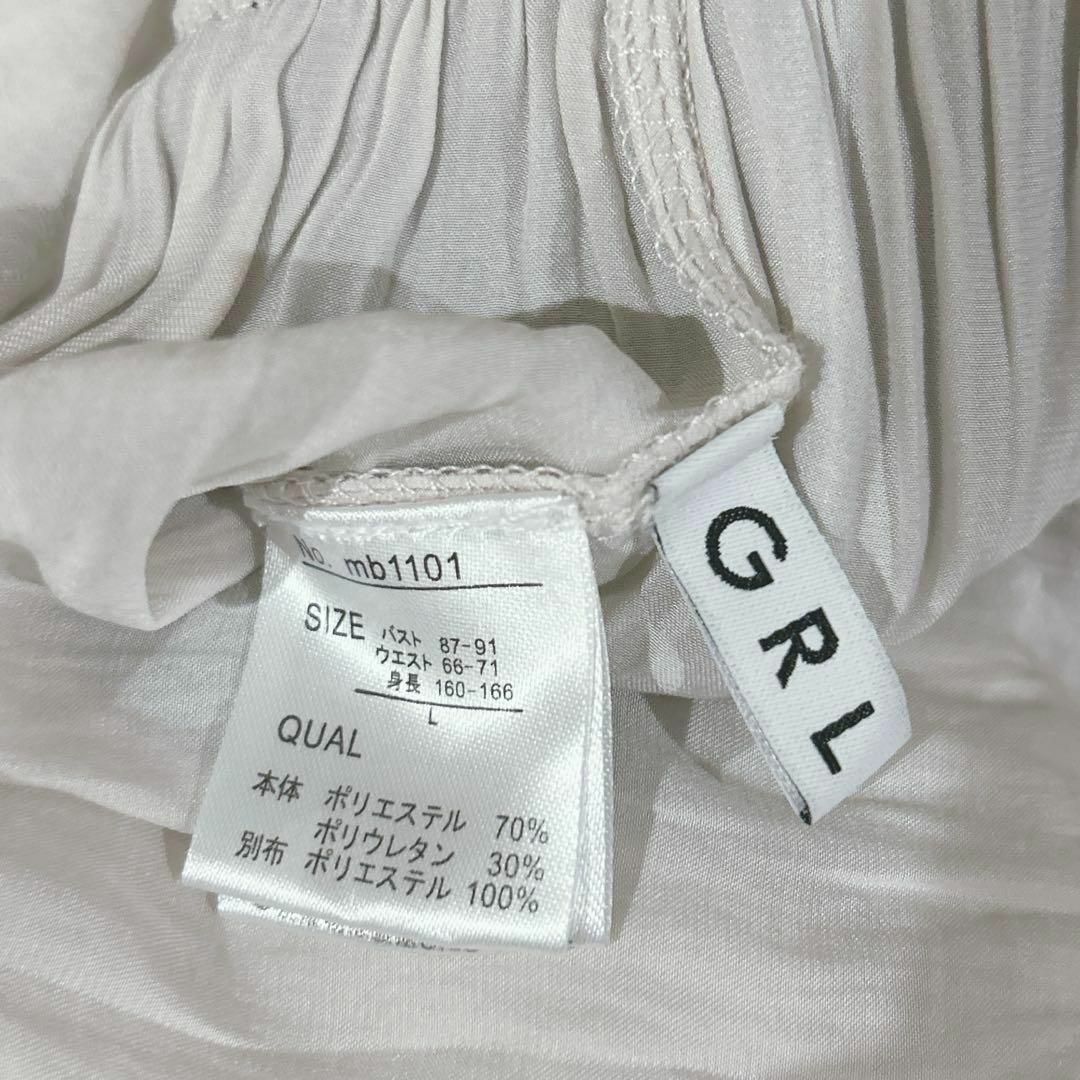 No. mb1101
SIZE バスト 87-91
ウエスト 66-71
身長 160-166
L
QUAL
本体 ポリエステル 70%
ポリウレタン 30%
別布 ポリエステル 100%
GRL